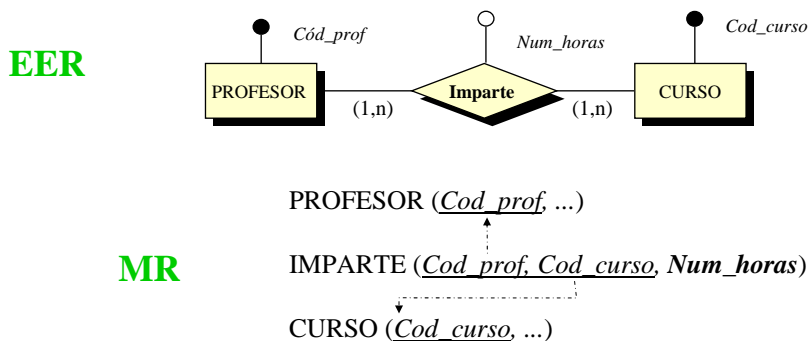 Cód_prof
Num_horas
Cod_curso
EER
PROFESOR
Imparte
CURSO
(1,n)
(1,n)
PROFESOR (Cod_prof, ...)
MR
IMPARTE (Cod_prof, Cod_curso, Num_horas)
CURSO (Cod_curso, ...)